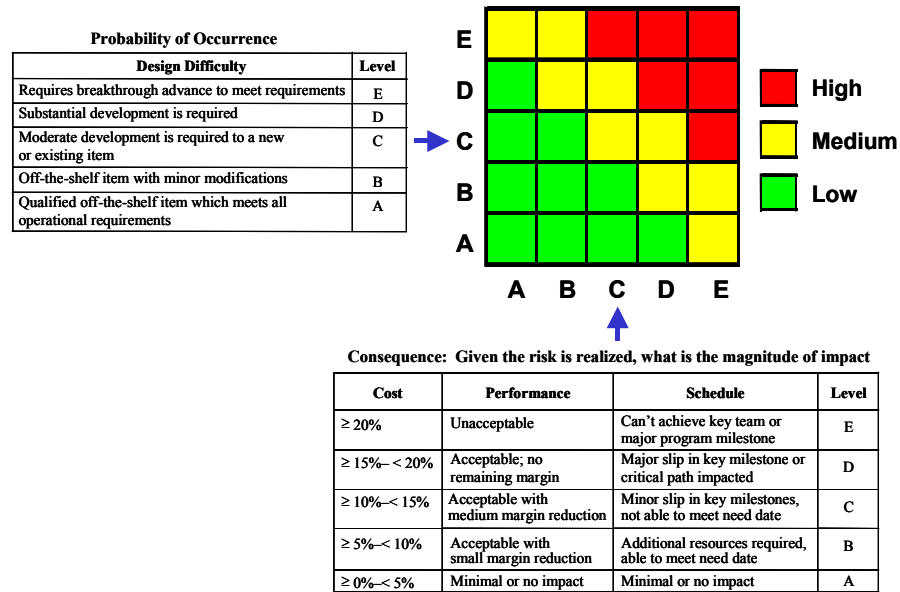 Probability of Occurrence
Design Difficulty Level
Requires breakthrough advance to meet requirements E
Substantial development is required D
Moderate development is required to a new
or existing item C
Off-the-shelf item with minor modifications B
Qualified off-the-shelf item which meets all
operational requirements A
E
D
C
B
A
A B C D E
High
Medium
Low
Consequence: Given the risk is realized, what is the magnitude of impact
Cost Performance Schedule Level
≥ 20% Unacceptable Can't achieve key team or
major program milestone E
≥ 15%–< 20% Acceptable; no
remaining margin Major slip in key milestone or
critical path impacted D
≥ 10%–< 15% Acceptable with
medium margin reduction Minor slip in key milestones,
not able to meet need date C
≥ 5%–< 10% Acceptable with
small margin reduction Additional resources required,
able to meet need date B
≥ 0%–< 5% Minimal or no impact Minimal or no impact A